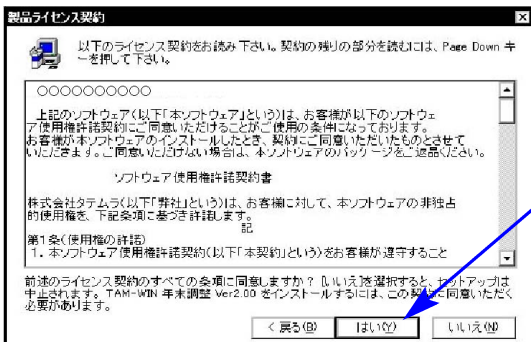 製品ライセンス契約
以下のライセンス契約をお読み下さい。契約の残りの部分を読むには、Page Down キ
ーを押して下さい。
○○○○○○○○○○
上記のソフトウェア(以下「本ソフトウェア」という)は、お客様が以下のソフトウェ
ア使用権許諾契約にご同意いただけることがご使用の条件になっております。
お客様が本ソフトウェアのインストールしたとき、契約にご同意いただいたものとさせて
いただきます。ご同意いただけない場合は、本ソフトウェアのパッケージをご返品ください。
ソフトウェア使用権許諾契約書
株式会社タテムラ(以下「弊社」という)は、お客様に対して、本ソフトウェアの非独占
的使用権を、下記条項に基づき許諾します。
記
第1条(使用権の許諾)
1. 本ソフトウェア使用権許諾契約(以下「本契約」という)をお客様が遵守すること
前述のライセンス契約のすべての条項に同意しますか? [いいえ]を選択すると、セットアップは
中止されます。 TAM-WIN 年末調整 Ver2.00 をインストールするには、この契約に同意いただく
必要があります。
< 戻る(B)
はい(Y)
いいえ(N)